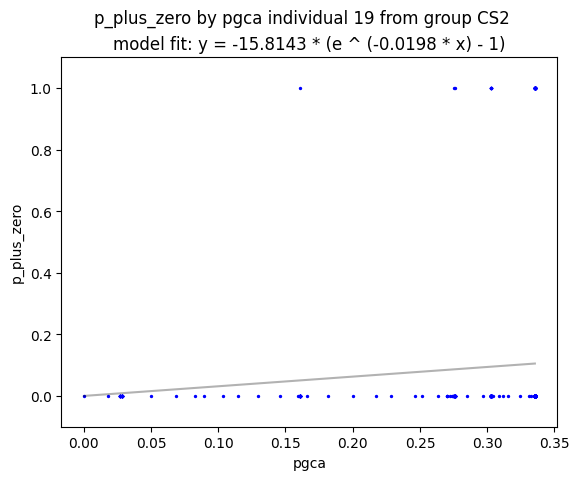 p_plus_zero by pgca individual 19 from group CS2
model fit: y = -15.8143 * (e ^ (-0.0198 * x) - 1)
1.0
0.8
0.6
0.4
0.2
0.0
p_plus_zero
0.00 0.05 0.10 0.15 0.20 0.25 0.30 0.35
pgca